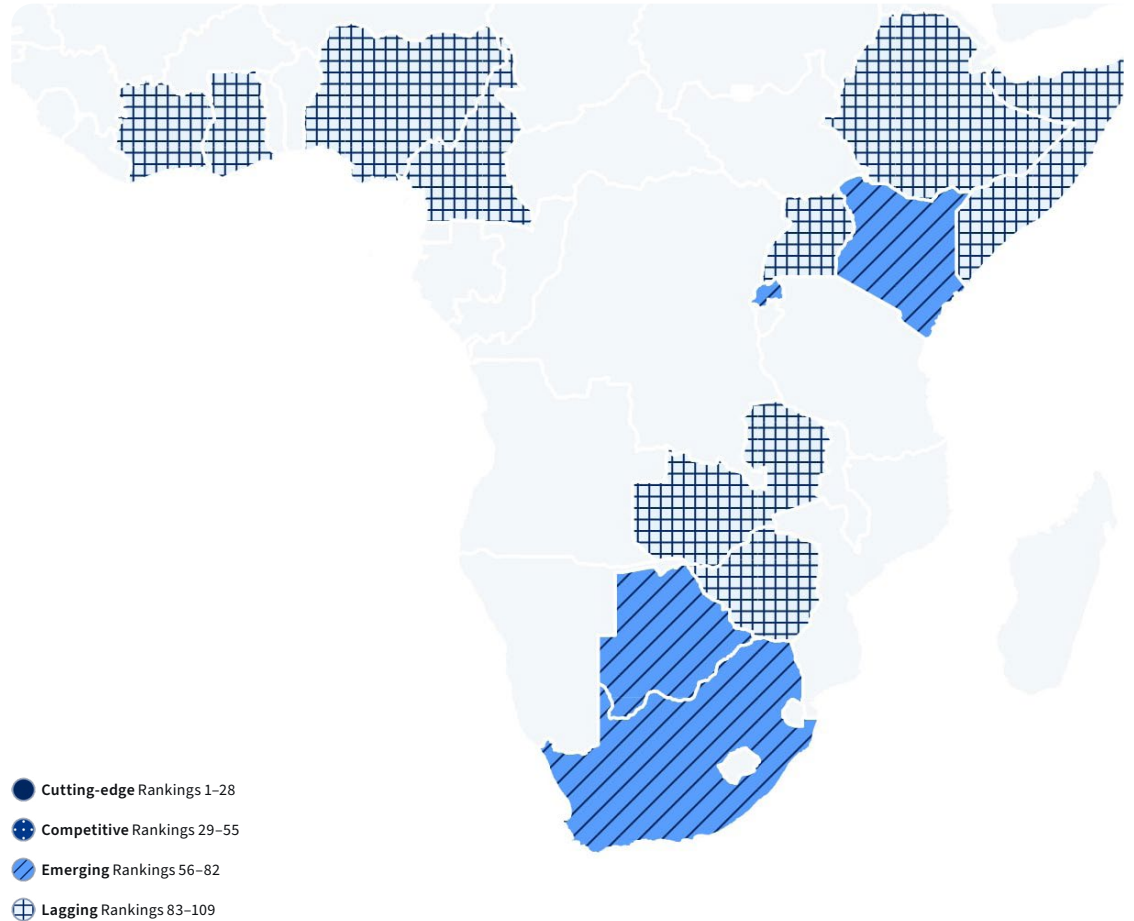 Cutting-edge Rankings 1–28
Competitive Rankings 29–55
Emerging Rankings 56–82
Lagging Rankings 83–109